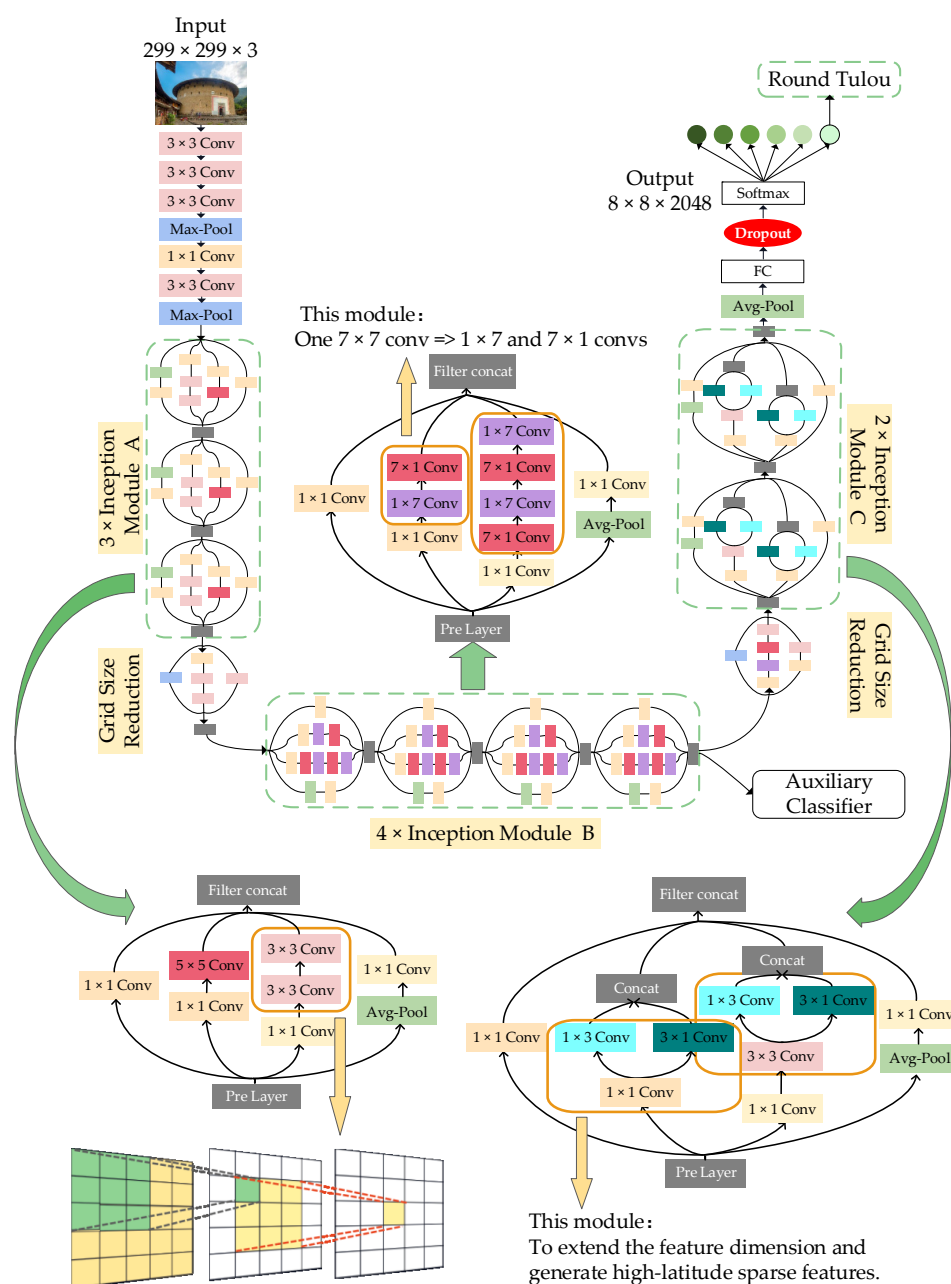 Input
299 × 299 × 3
3 × 3 Conv
3 × 3 Conv
3 × 3 Conv
Max-Pool
1 × 1 Conv
3 × 3 Conv
Max-Pool
3 × Inception
Module A
Grid Size
Reduction
This module:
One 7 × 7 conv => 1 × 7 and 7 × 1 convs
Filter concat
1 × 1 Conv
7 × 1 Conv
1 × 7 Conv
1 × 1 Conv
1 × 7 Conv
7 × 1 Conv
1 × 7 Conv
7 × 1 Conv
1 × 1 Conv
1 × 1 Conv
Avg-Pool
Pre Layer
4 × Inception Module B
Auxiliary
Classifier
Round Tulou
Output
8 × 8 × 2048
Softmax
Dropout
FC
Avg-Pool
2 × Inception
Module C
Grid Size
Reduction
Filter concat
1 × 1 Conv
5 × 5 Conv
1 × 1 Conv
3 × 3 Conv
3 × 3 Conv
1 × 1 Conv
1 × 1 Conv
Avg-Pool
Pre Layer
Filter concat
Concat
Concat
1 × 1 Conv
1 × 3 Conv
3 × 1 Conv
1 × 1 Conv
1 × 3 Conv
3 × 1 Conv
3 × 3 Conv
1 × 1 Conv
1 × 1 Conv
Avg-Pool
Pre Layer
This module:
To extend the feature dimension and
generate high-latitude sparse features.